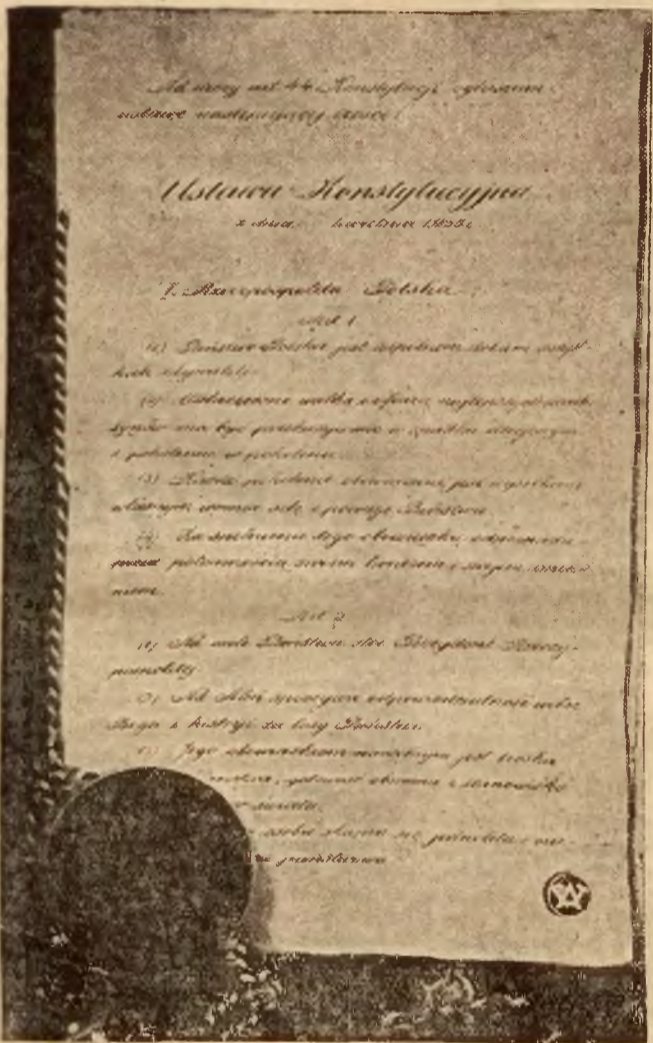 Na mocy art. 44 Konstytucji ogłaszam
ustawę następującej treści:
Ustawa Konstytucyjna
z dnia kwietnia 1935 r.
I. Rzeczpospolita Polska
Art. 1
(1) Państwo Polskie jest wspólnem dobrem wszyst-
kich obywateli.
(2) Wskrzeszone walką i ofiarą najlepszych swoich
synów ma być przekazywane w spadku dziejowym
z pokolenia w pokolenie.
(3) Każde pokolenie obowiązane jest wysiłkiem
własnym wzmóc siłę i powagę Państwa.
(4) Za spełnienie tego obowiązku odpowiada
przed potomnością swoim honorem i swojem imie-
niem.
Art. 2
(1) Na czele Państwa stoi Prezydent Rzeczy-
pospolitej.
(2) Na Nim spoczywa odpowiedzialność wobec
Boga i historji za losy Państwa.
(3) Jego obowiązkiem naczelnym jest troska
Państwa, gotowość obronną i stanowisko
świata.
osobie skupia się jednolita i nie-
państwowa